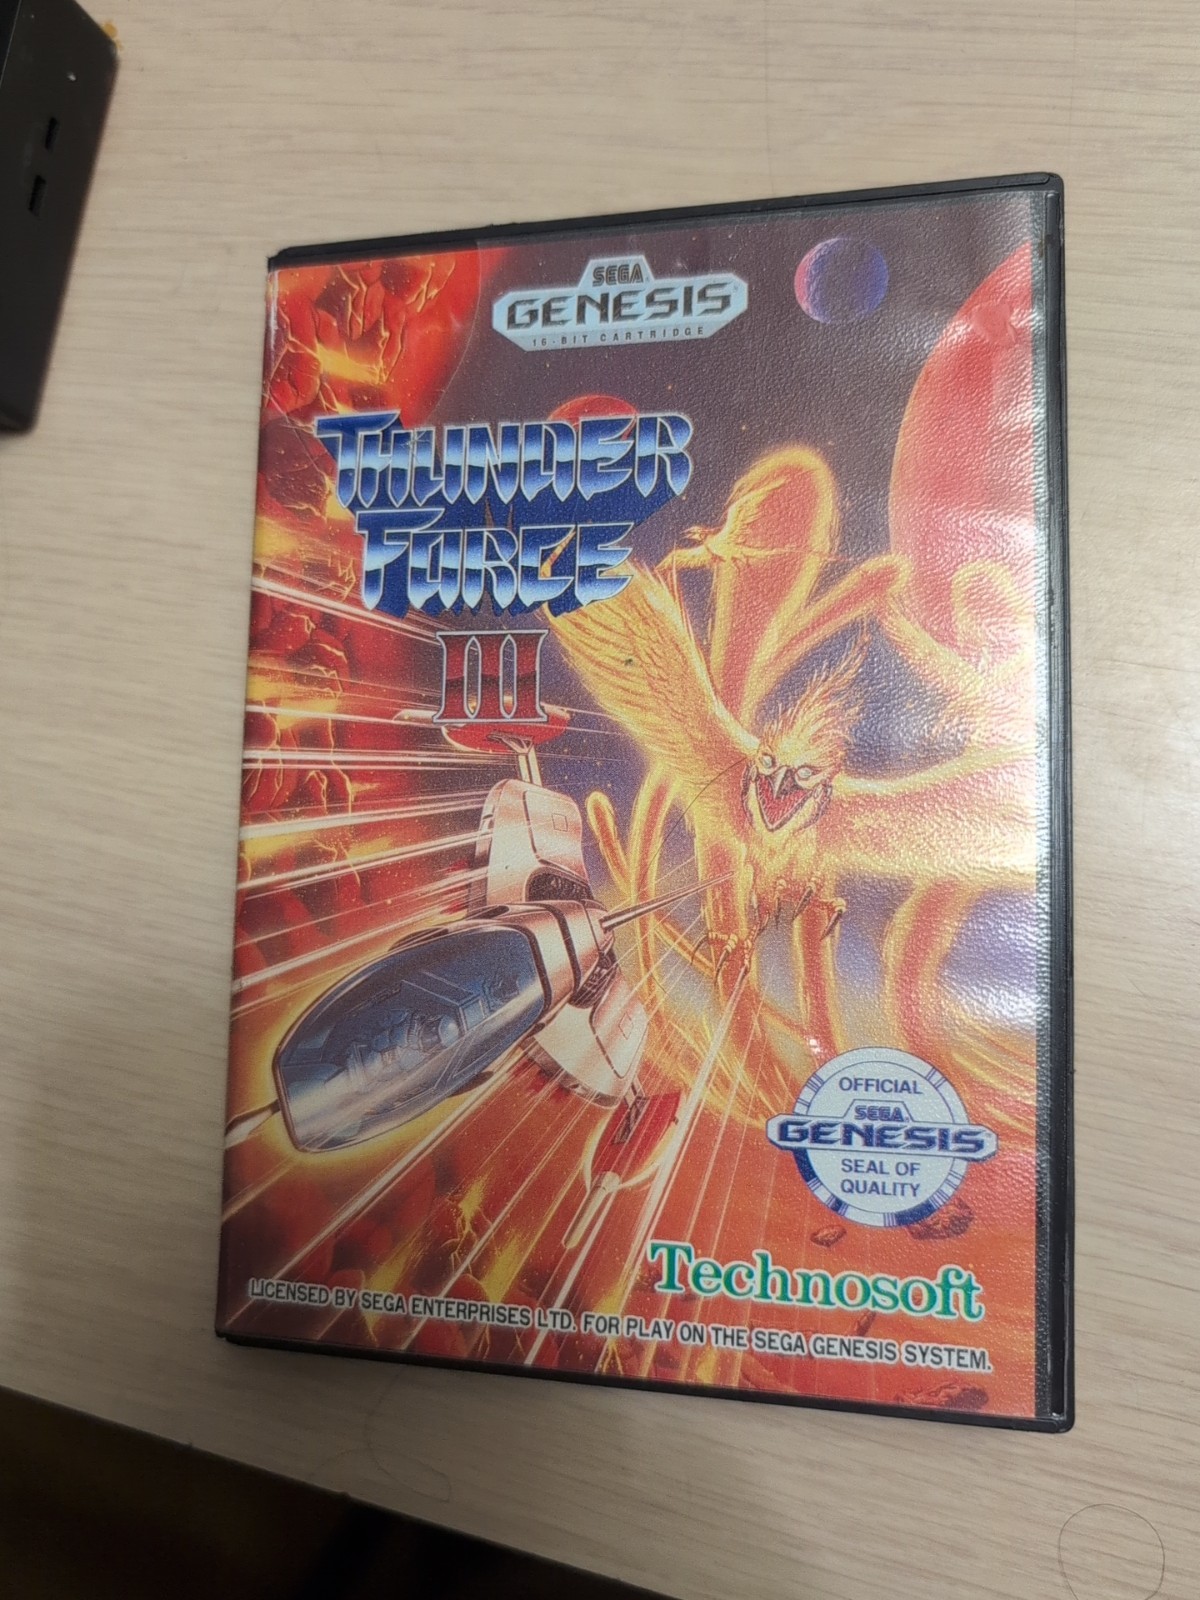 SEGA
GENESIS
16-BIT CARTRIDGE
THUNDER
FORCE
III
OFFICIAL
SEGA
GENESIS
SEAL OF
QUALITY
Technosoft
LICENSED BY SEGA ENTERPRISES LTD. FOR PLAY ON THE SEGA GENESIS SYSTEM.